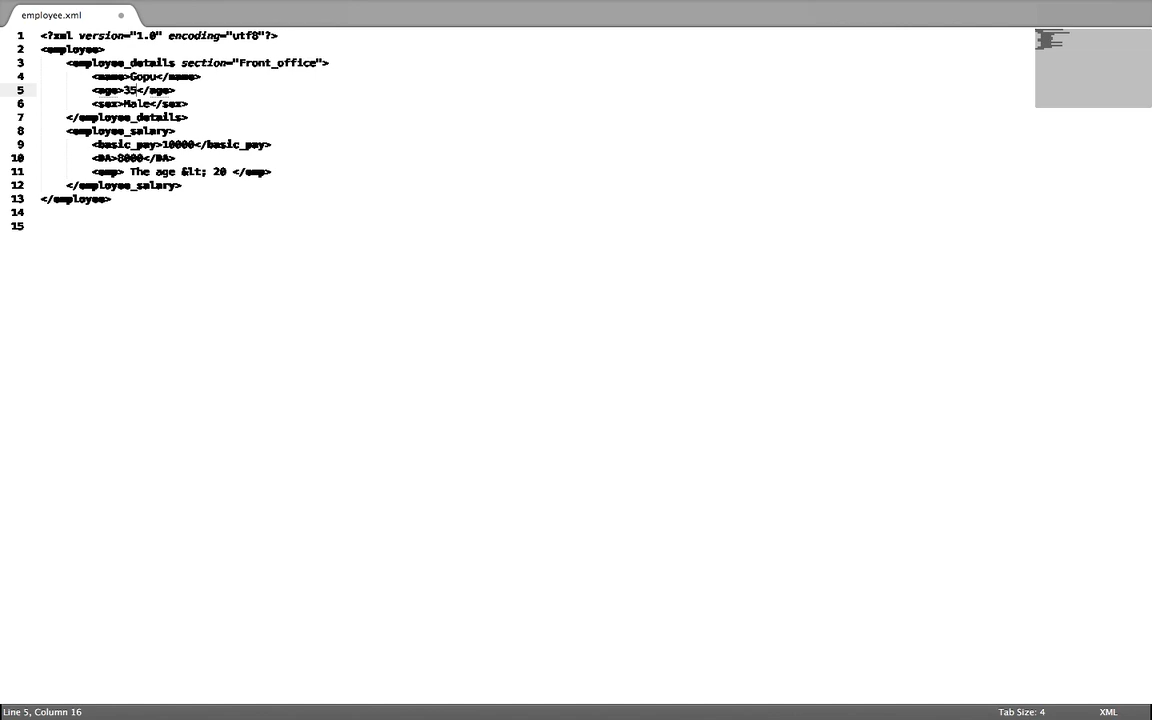 employee.xml
1 <?xml version="1.0" encoding="utf8"?>
2 <employee>
3 <employee_details section="Front_office">
4 <name>Gopu</name>
5 <age>35</age>
6 <sex>Male</sex>
7 </employee_details>
8 <employee_salary>
9 <basic_pay>10000</basic_pay>
10 <DA>8000</DA>
11 <emp> The age &lt; 20 </emp>
12 </employee_salary>
13 </employee>
14
15
Line 5, Column 16 Tab Size: 4 XML